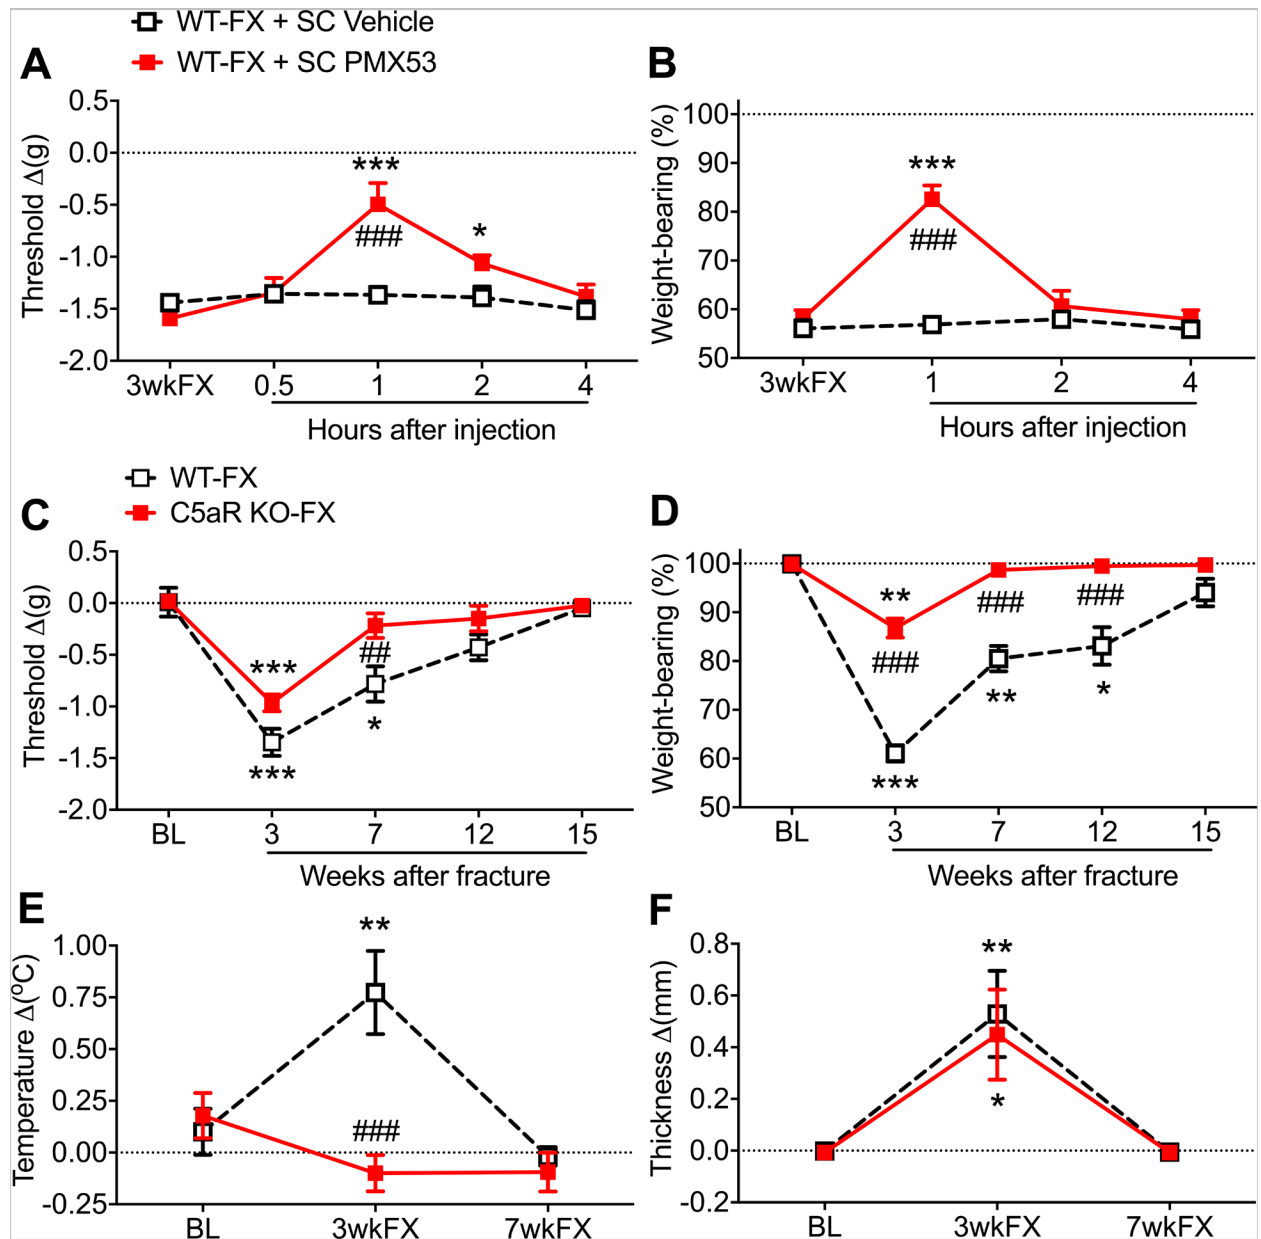 WT-FX + SC Vehicle
WT-FX + SC PMX53
A
Threshold Δ(g)
0.5
0.0
-0.5
-1.0
-1.5
-2.0
***
###
*
3wkFX 0.5 1 2 4
Hours after injection
B
Weight-bearing (%)
100
90
80
70
60
50
***
###
3wkFX 1 2 4
Hours after injection
WT-FX
C5aR KO-FX
C
Threshold Δ(g)
0.5
0.0
-0.5
-1.0
-1.5
-2.0
***
***
##
*
BL 3 7 12 15
Weeks after fracture
D
Weight-bearing (%)
100
90
80
70
60
50
**
###
***
###
**
###
*
BL 3 7 12 15
Weeks after fracture
E
Temperature Δ(°C)
1.00
0.75
0.50
0.25
0.00
-0.25
**
###
BL 3wkFX 7wkFX
F
Thickness Δ(mm)
0.8
0.6
0.4
0.2
0.0
-0.2
**
*
BL 3wkFX 7wkFX